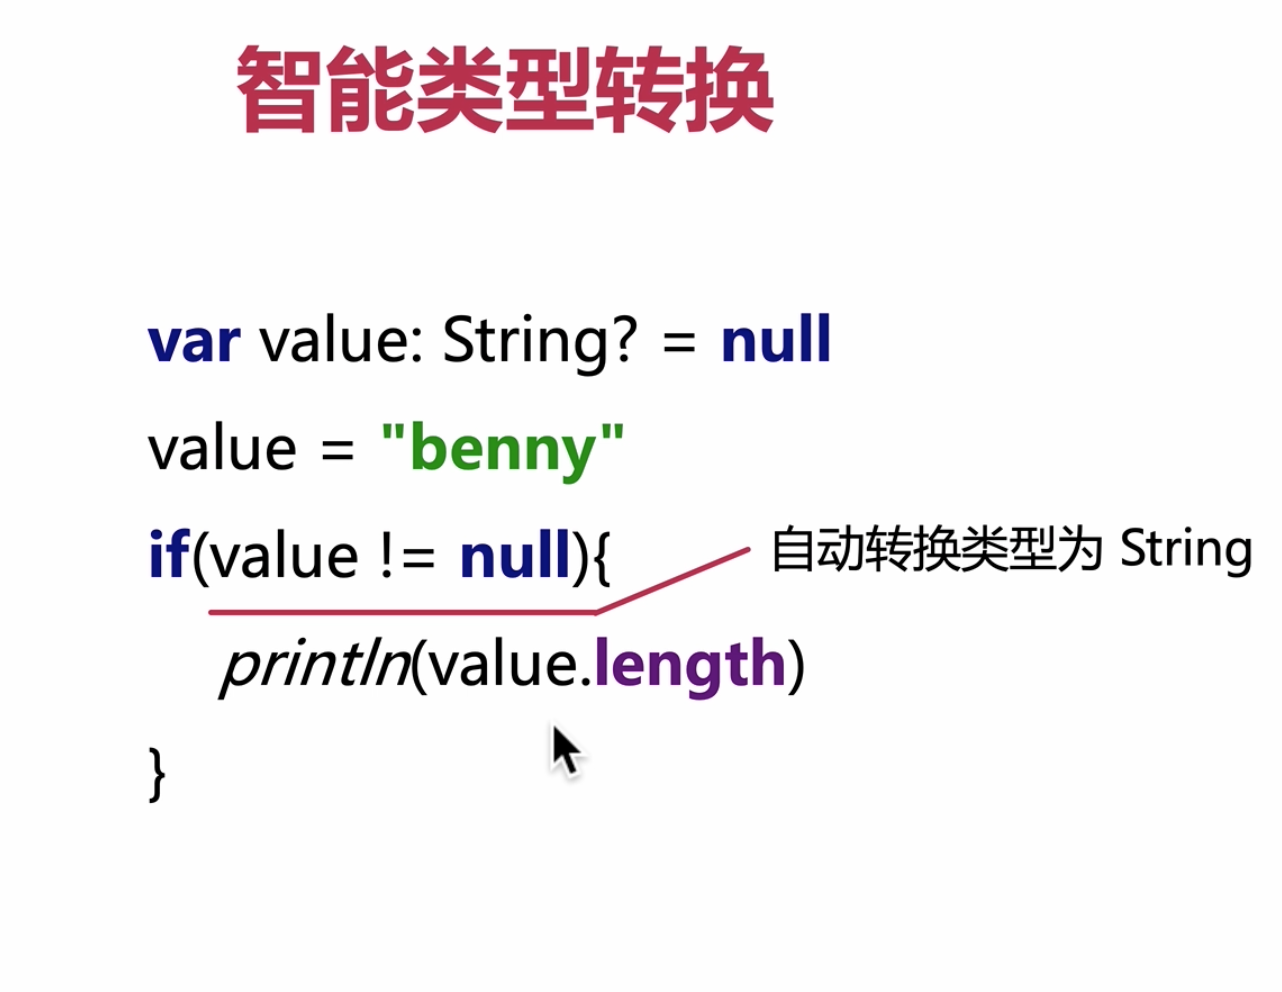 智能类型转换
var value: String? = null
value = "benny"
if(value != null){
自动转换类型为 String
println(value.length)
}